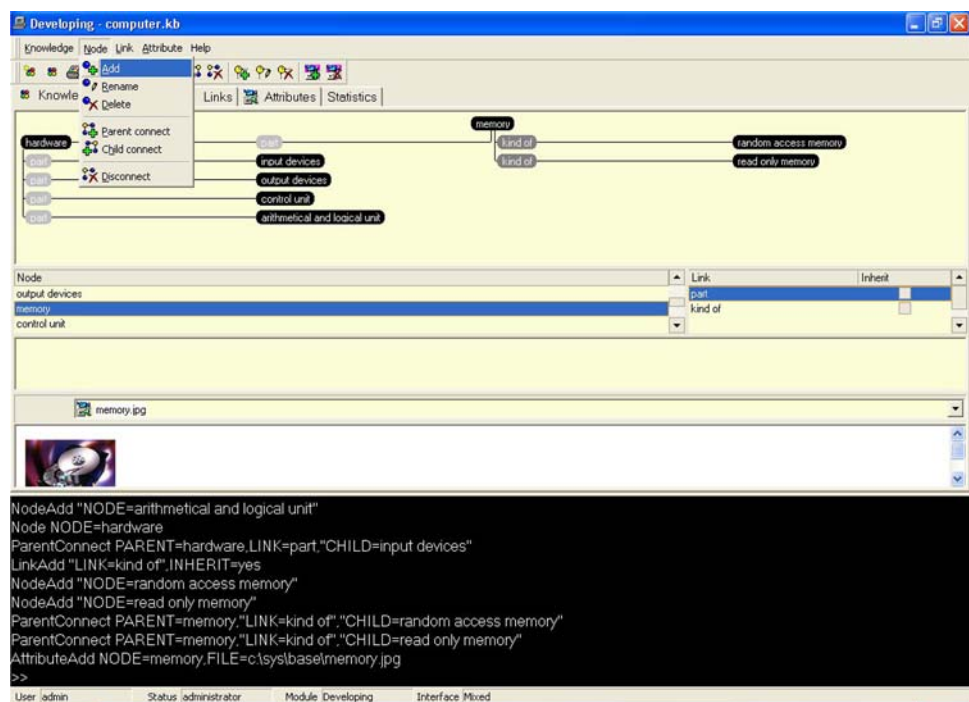 Developing - computer.kb
Knowledge Node Link Attribute Help
Add
Rename
Delete
Parent connect
Child connect
Disconnect
Knowle Links Attributes Statistics
memory
hardware part kind of random access memory
part input devices kind of read only memory
part output devices
part control unit
part arithmetical and logical unit
Node Link Inherit
output devices part
memory kind of
control unit
memory.jpg
NodeAdd "NODE=arithmetical and logical unit"
Node NODE=hardware
ParentConnect PARENT=hardware,LINK=part,"CHILD=input devices"
LinkAdd "LINK=kind of",INHERIT=yes
NodeAdd "NODE=random access memory"
NodeAdd "NODE=read only memory"
ParentConnect PARENT=memory,"LINK=kind of","CHILD=random access memory"
ParentConnect PARENT=memory,"LINK=kind of","CHILD=read only memory"
AttributeAdd NODE=memory,FILE=c:\sys\base\memory.jpg
>>
User admin Status administrator Module Developing Interface Mixed